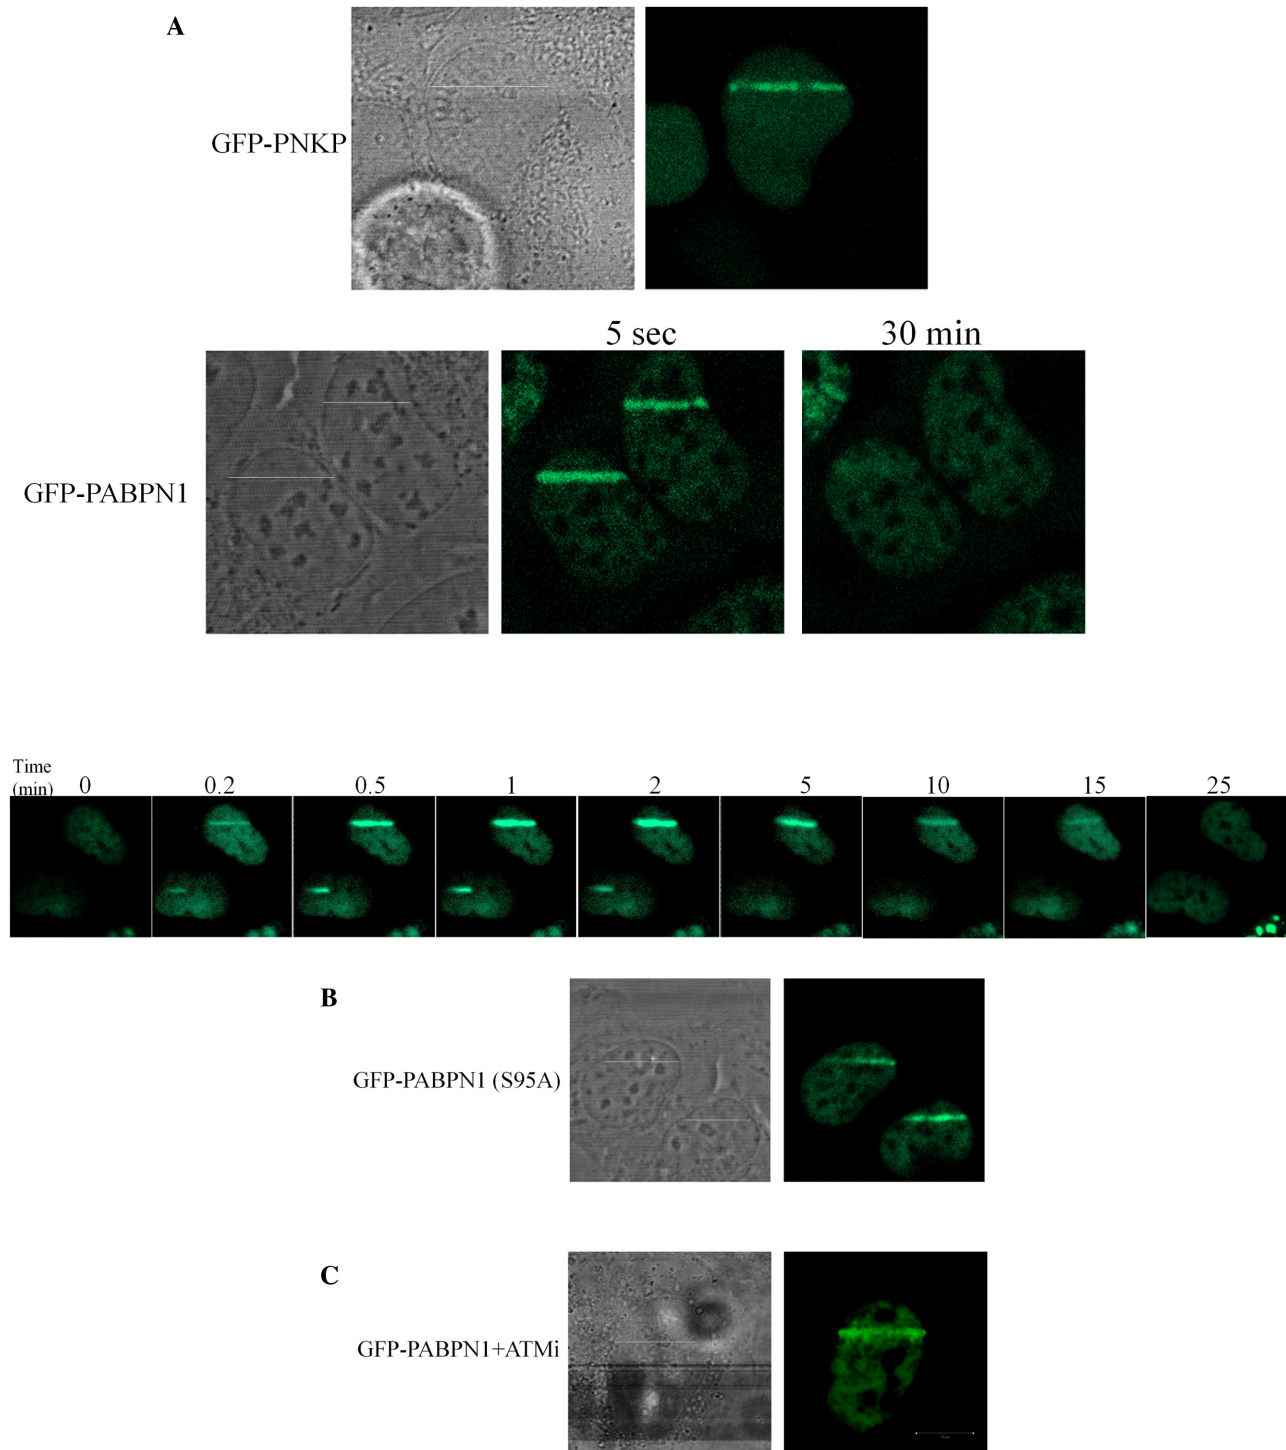 A
GFP-PNKP
5 sec 30 min
GFP-PABPN1
Time
(min) 0 0.2 0.5 1 2 5 10 15 25
B
GFP-PABPN1 (S95A)
C
GFP-PABPN1+ATMi